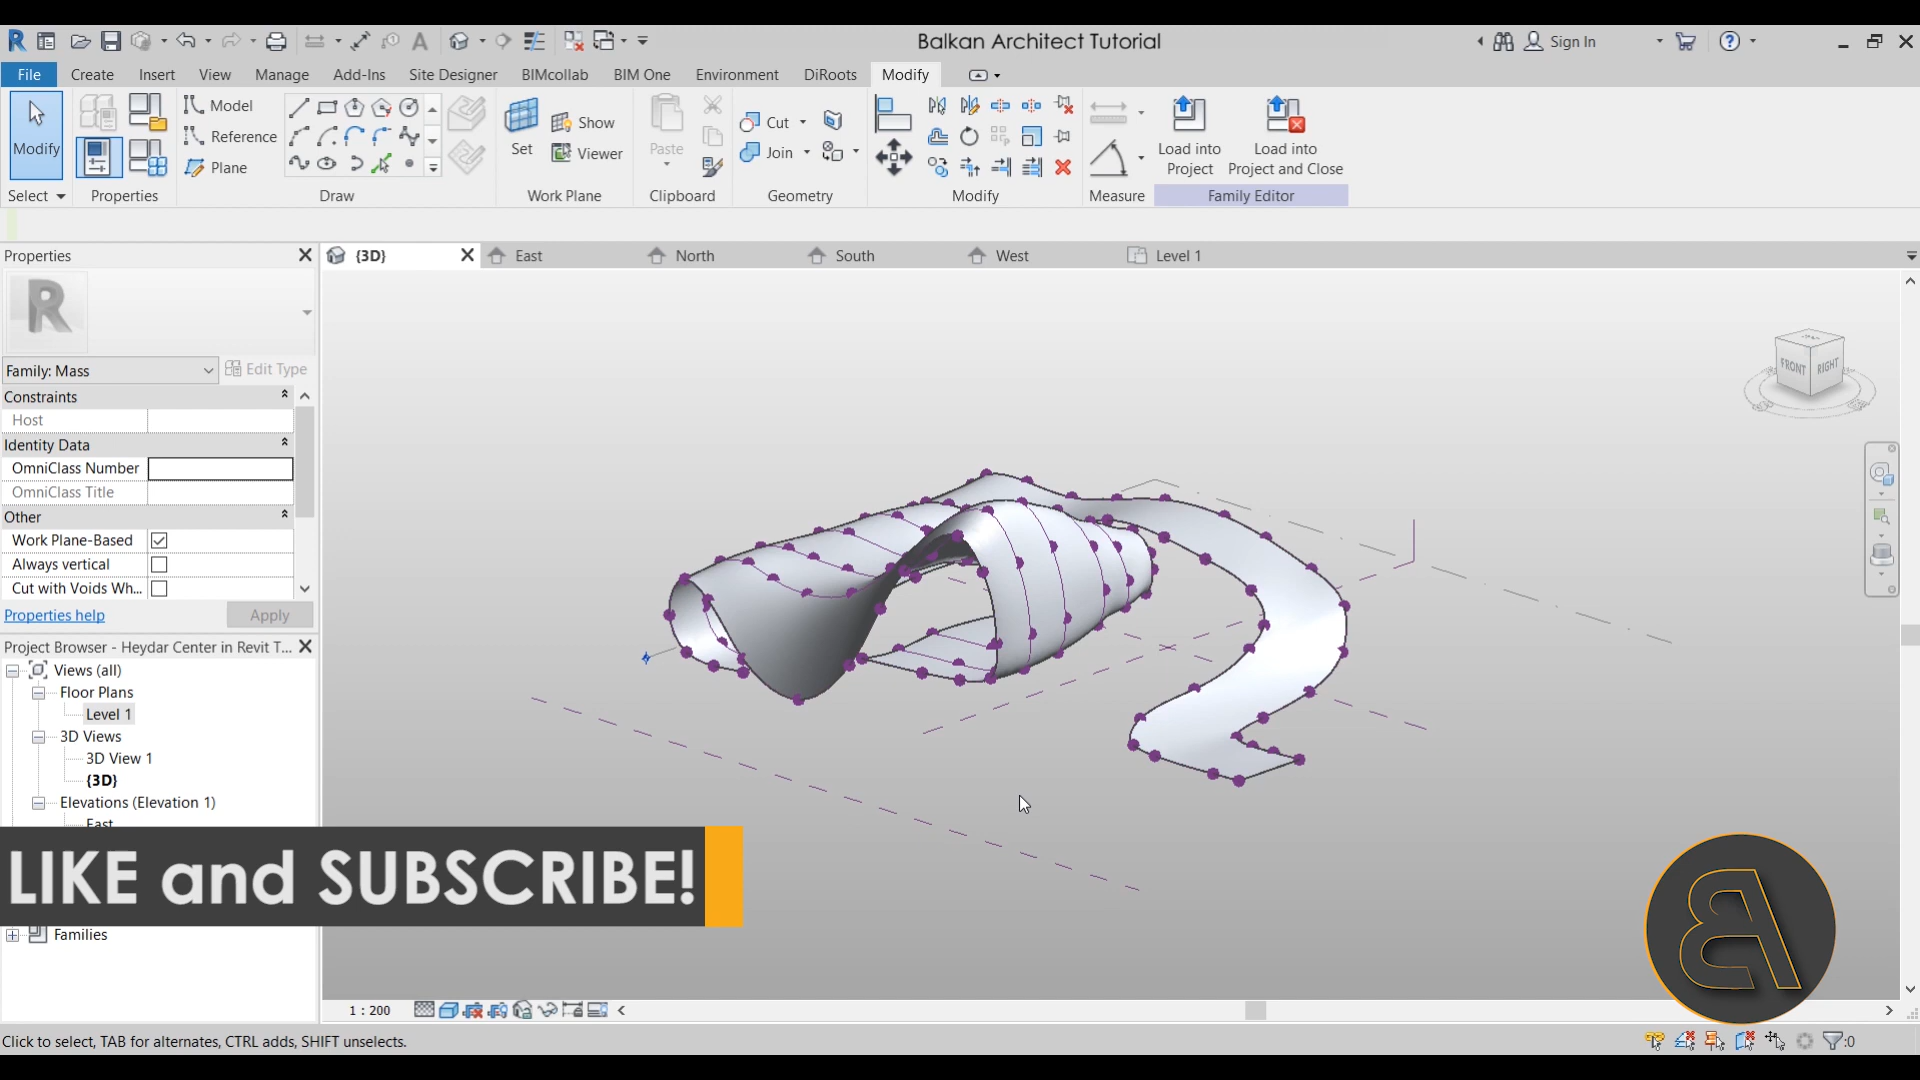 Balkan Architect Tutorial
Sign In
File
Create
Insert
View
Manage
Add-Ins
Site Designer
BIMcollab
BIM One
Environment
DiRoots
Modify
Modify
Model
Reference
Plane
Set
Show
Viewer
Paste
Cut
Join
Load into
Project
Load into
Project and Close
Select
Properties
Draw
Work Plane
Clipboard
Geometry
Modify
Measure
Family Editor
Properties
{3D}
East
North
South
West
Level 1
Family: Mass
Edit Type
Constraints
Host
Identity Data
OmniClass Number
OmniClass Title
Other
Work Plane-Based
Always vertical
Cut with Voids Wh...
Properties help
Apply
FRONT
RIGHT
Project Browser - Heydar Center in Revit T...
Views (all)
Floor Plans
Level 1
3D Views
3D View 1
{3D}
Elevations (Elevation 1)
East
LIKE and SUBSCRIBE!
Families
1 : 200
Click to select, TAB for alternates, CTRL adds, SHIFT unselects.
:0